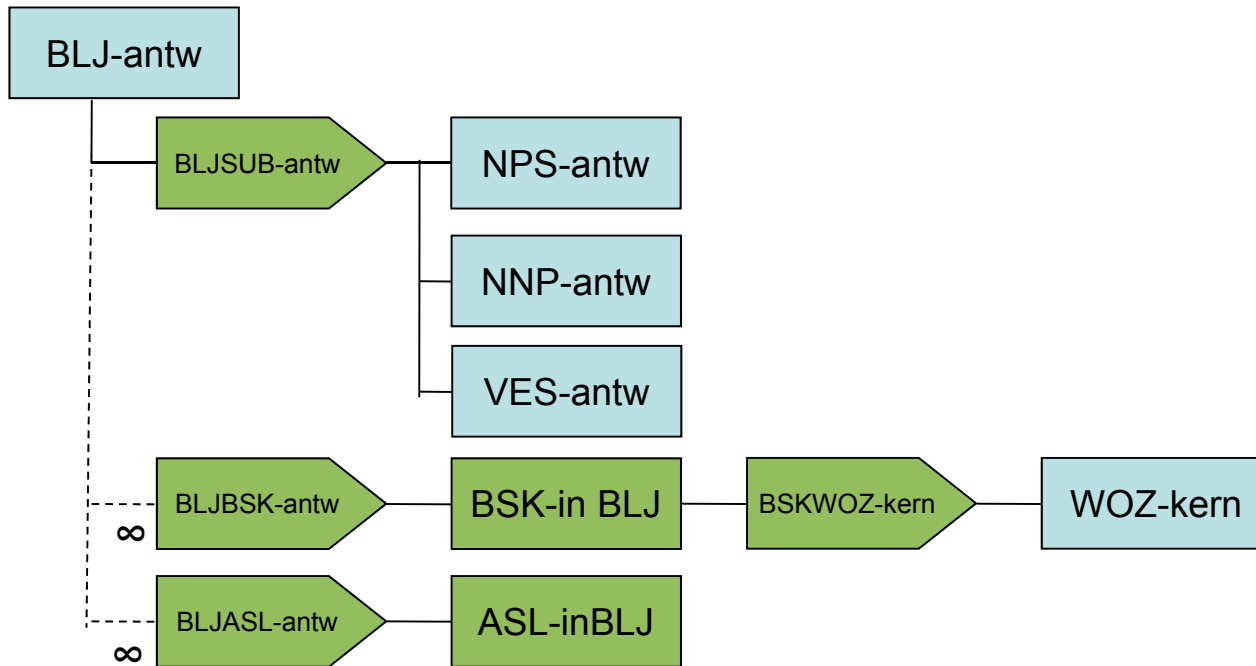 BLJ-antw
BLJSUB-antw
NPS-antw
NNP-antw
VES-antw
BLJBSK-antw
BSK-in BLJ
BSKWOZ-kern
WOZ-kern
∞
BLJASL-antw
ASL-inBLJ
∞